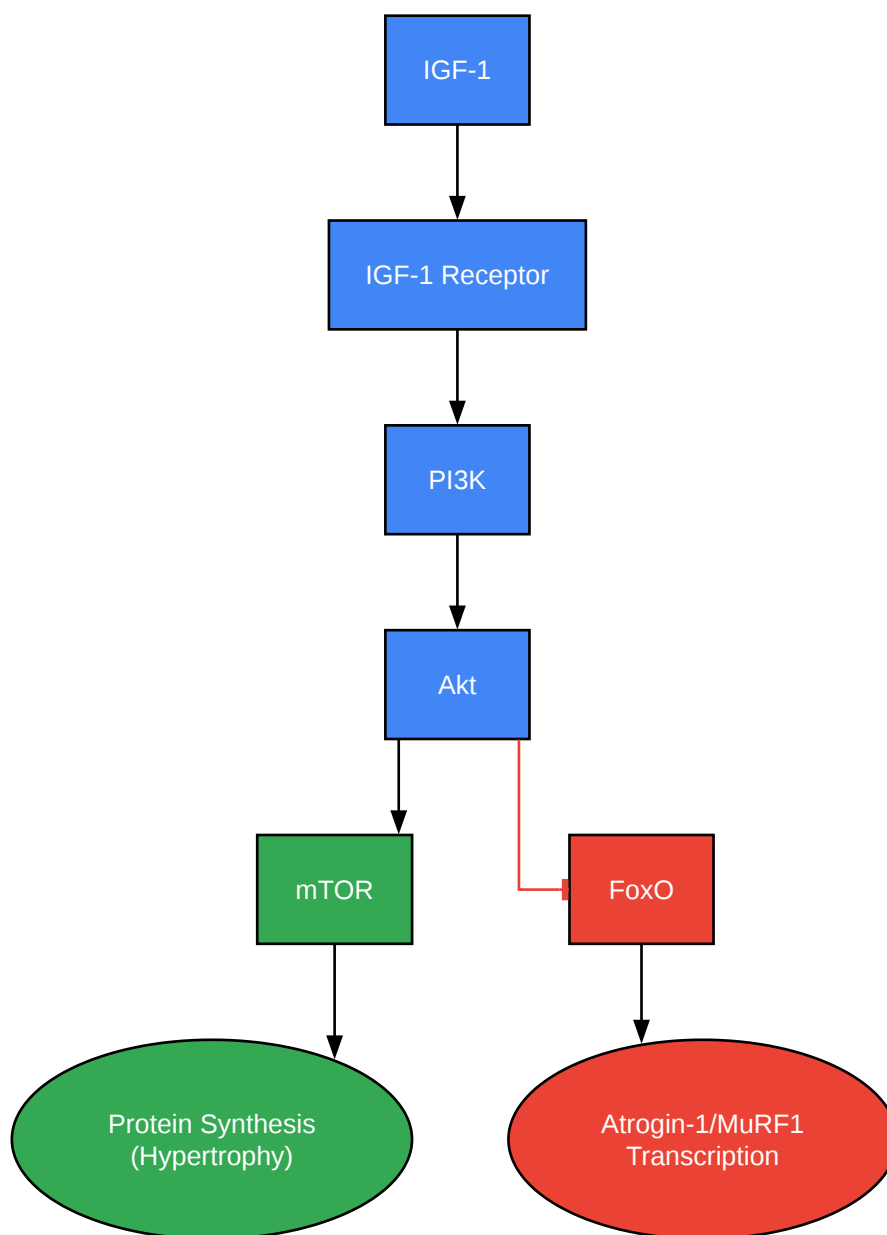 IGF-1
IGF-1 Receptor
PI3K
Akt
mTOR
FoxO
Protein Synthesis
(Hypertrophy)
Atrogin-1/MuRF1
Transcription